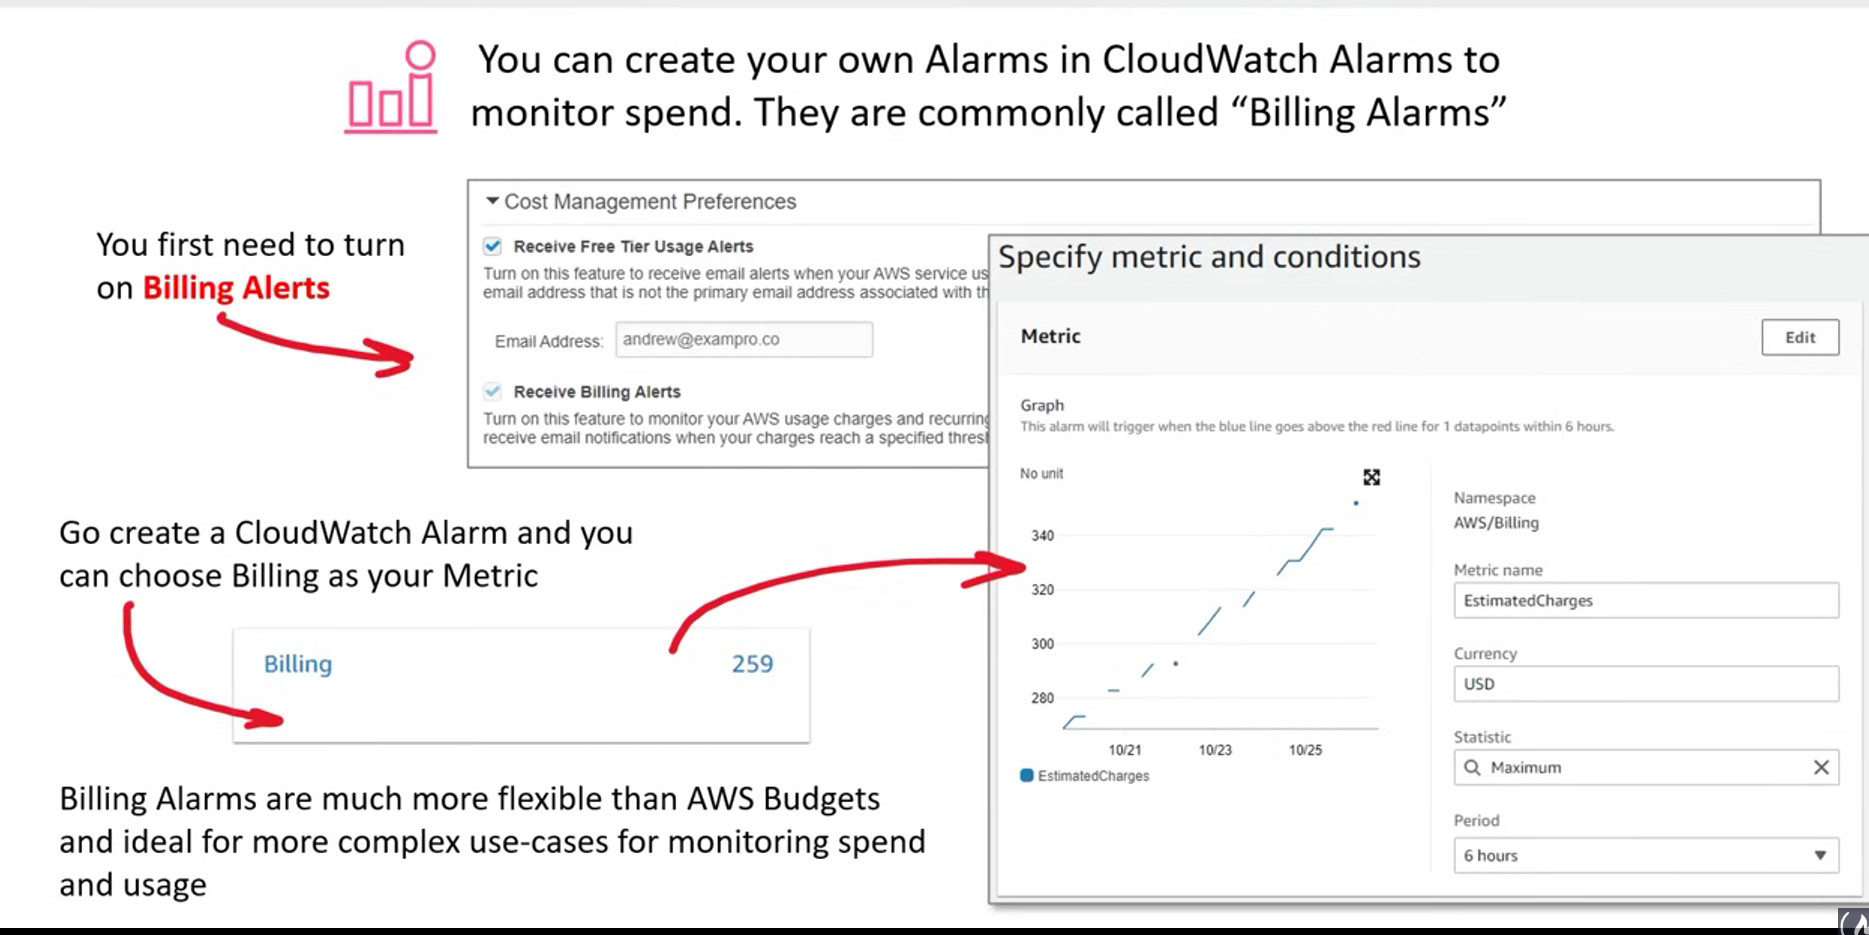 You can create your own Alarms in CloudWatch Alarms to
monitor spend. They are commonly called “Billing Alarms”
You first need to turn
on Billing Alerts
Cost Management Preferences
Receive Free Tier Usage Alerts
Turn on this feature to receive email alerts when your AWS service us
email address that is not the primary email address associated with th
Email Address: andrew@exampro.co
Receive Billing Alerts
Turn on this feature to monitor your AWS usage charges and recurring
receive email notifications when your charges reach a specified thresh
Go create a CloudWatch Alarm and you
can choose Billing as your Metric
Billing 259
Billing Alarms are much more flexible than AWS Budgets
and ideal for more complex use-cases for monitoring spend
and usage
Specify metric and conditions
Metric
Edit
Graph
This alarm will trigger when the blue line goes above the red line for 1 datapoints within 6 hours.
No unit
340
320
300
280
10/21 10/23 10/25
EstimatedCharges
Namespace
AWS/Billing
Metric name
EstimatedCharges
Currency
USD
Statistic
Maximum
Period
6 hours